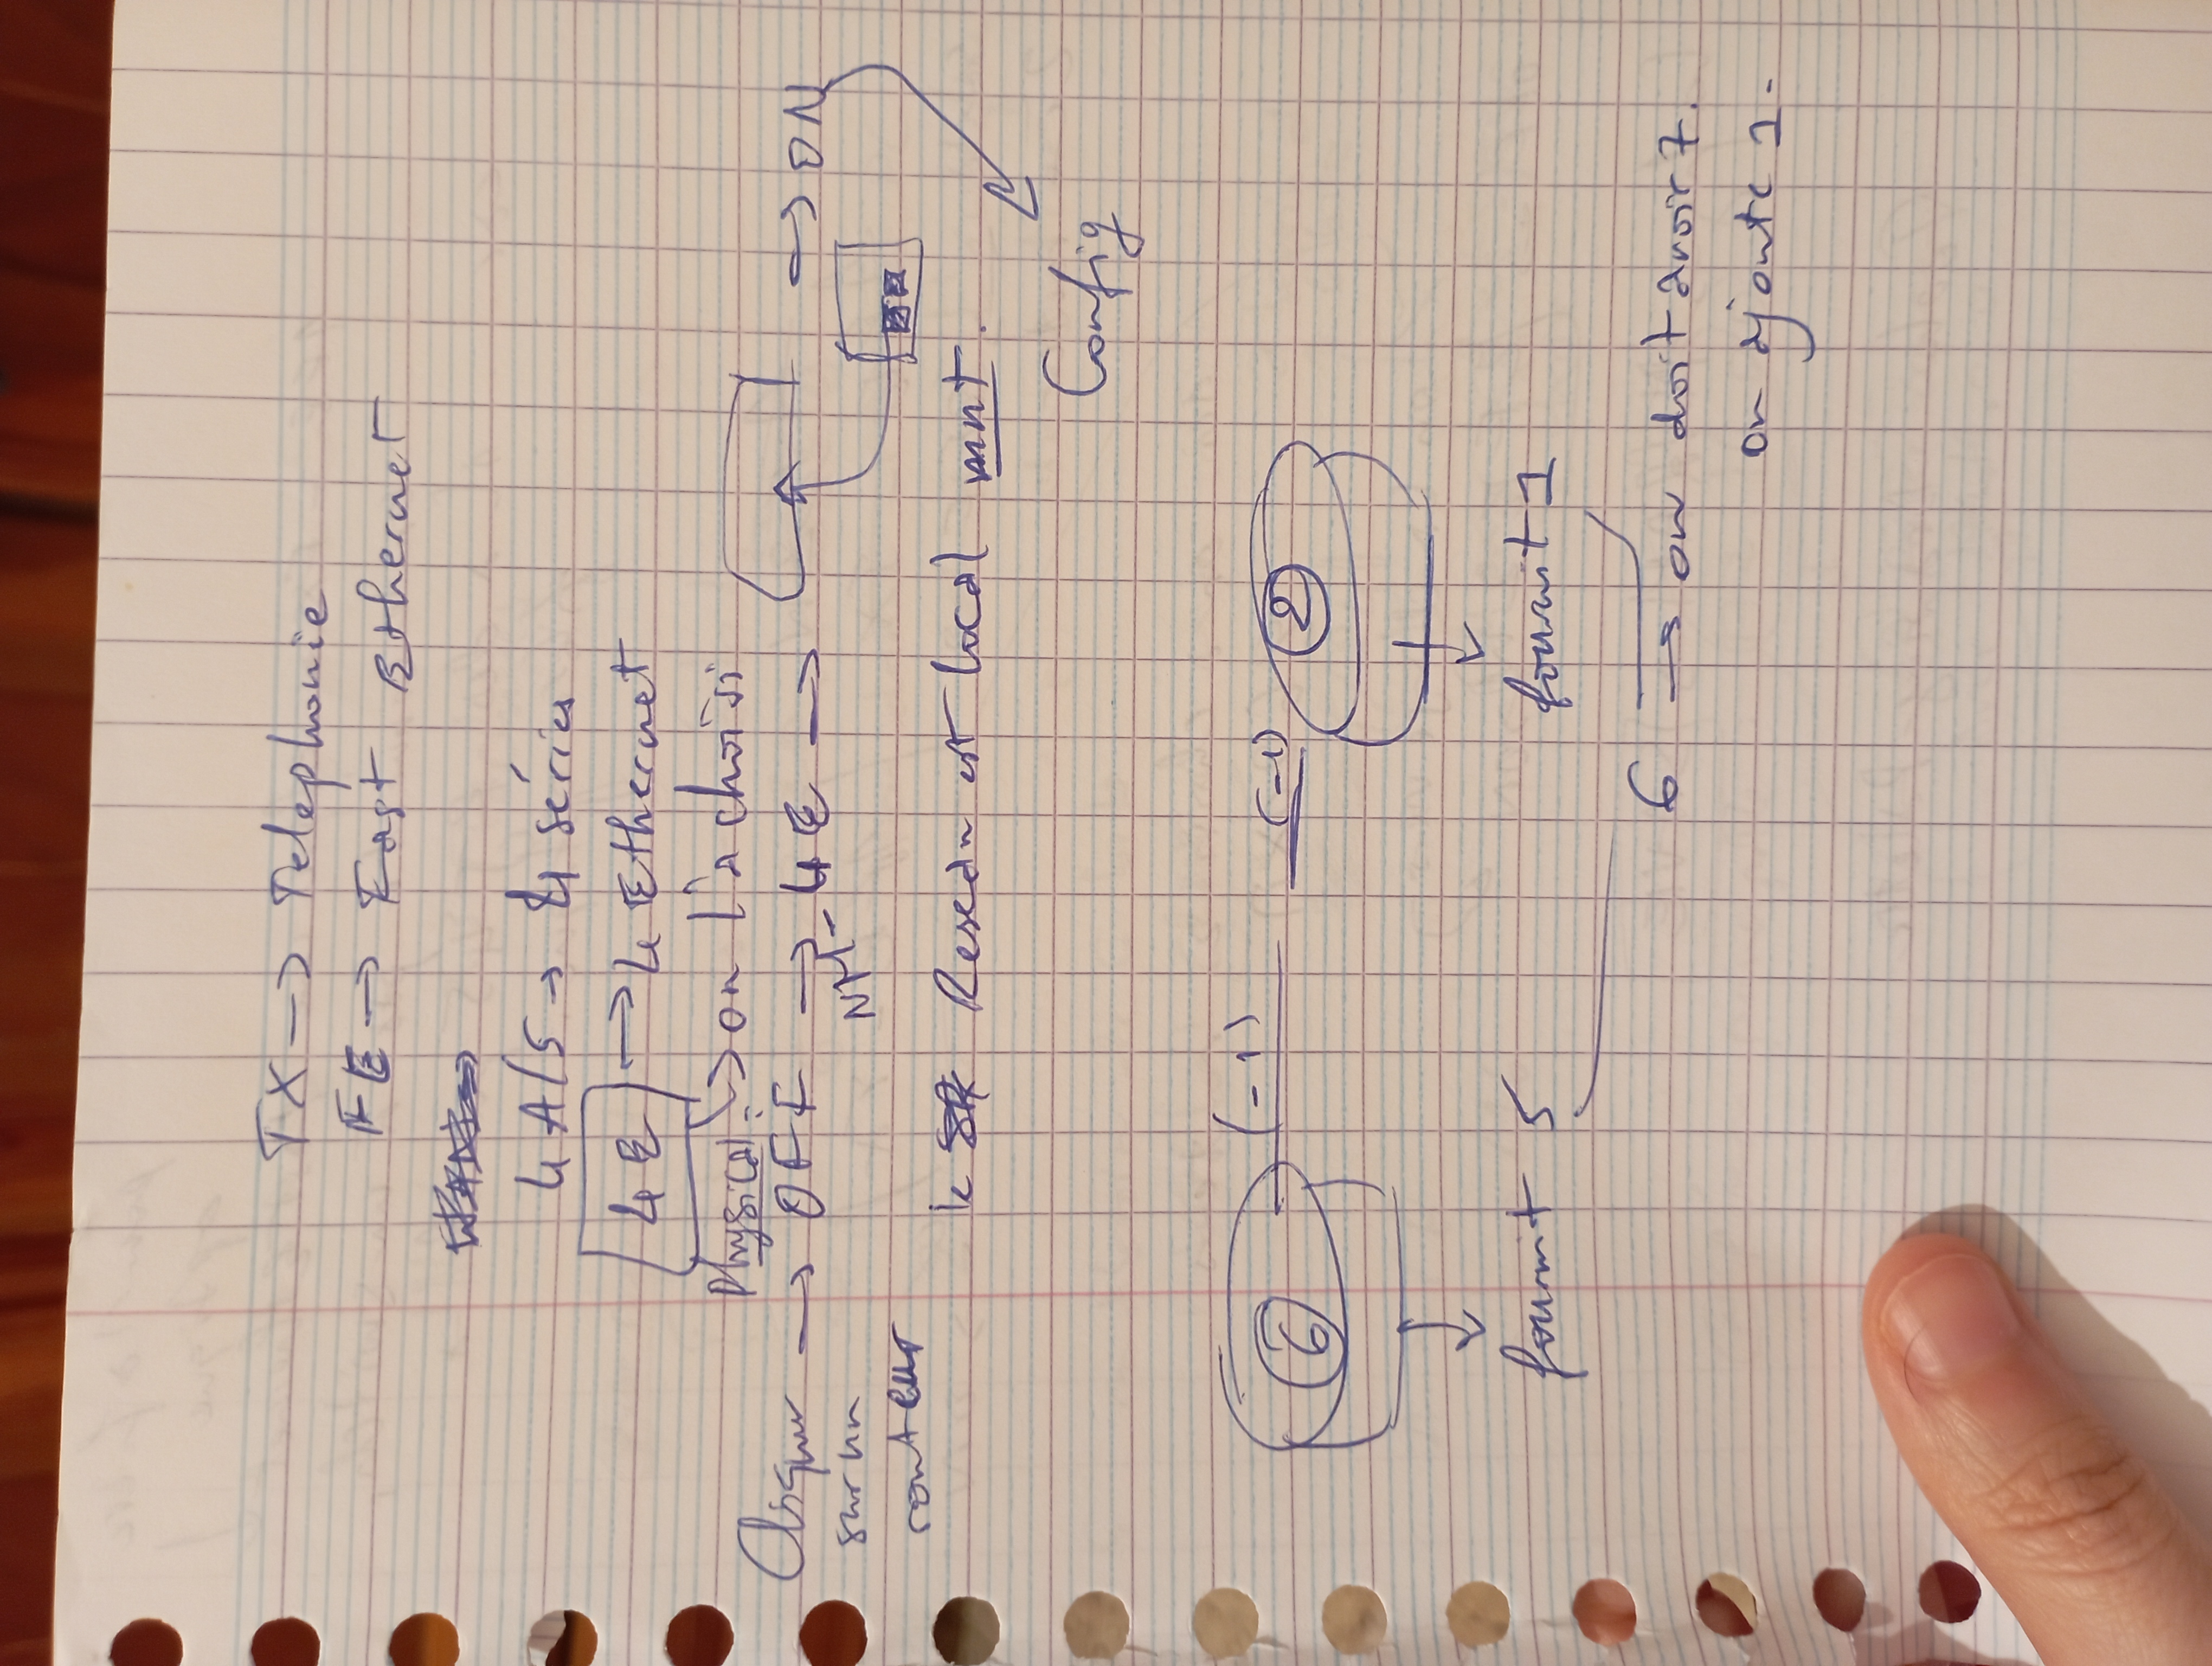 TX → Telephonie
FE → Fast Ethernet
4 A/S → 4 séries
4 E → 4 Ethernet
Physical: → on l'a choisi
Cliquer sur un routeur → OFF → NM-4E → → ON
le Reseau est local mnt.
Config
6 (-1) (-1) 2
fournit 5 fournit 1
6 → on doit avoir 7.
on ajoute 1.